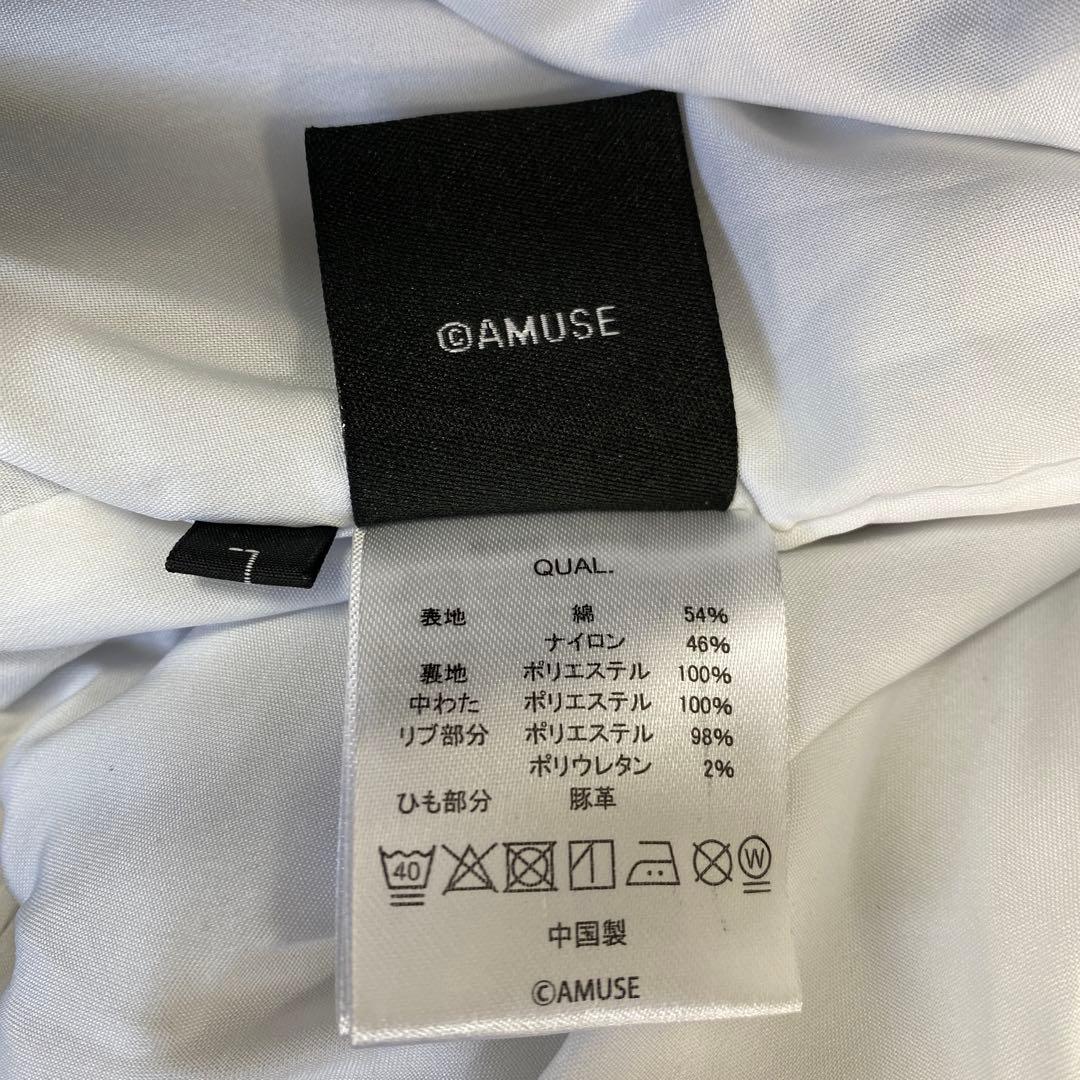 ©AMUSE
L
QUAL.
表地 綿 54%
ナイロン 46%
裏地 ポリエステル 100%
中わた ポリエステル 100%
リブ部分 ポリエステル 98%
ポリウレタン 2%
ひも部分 豚革
40 W
中国製
©AMUSE